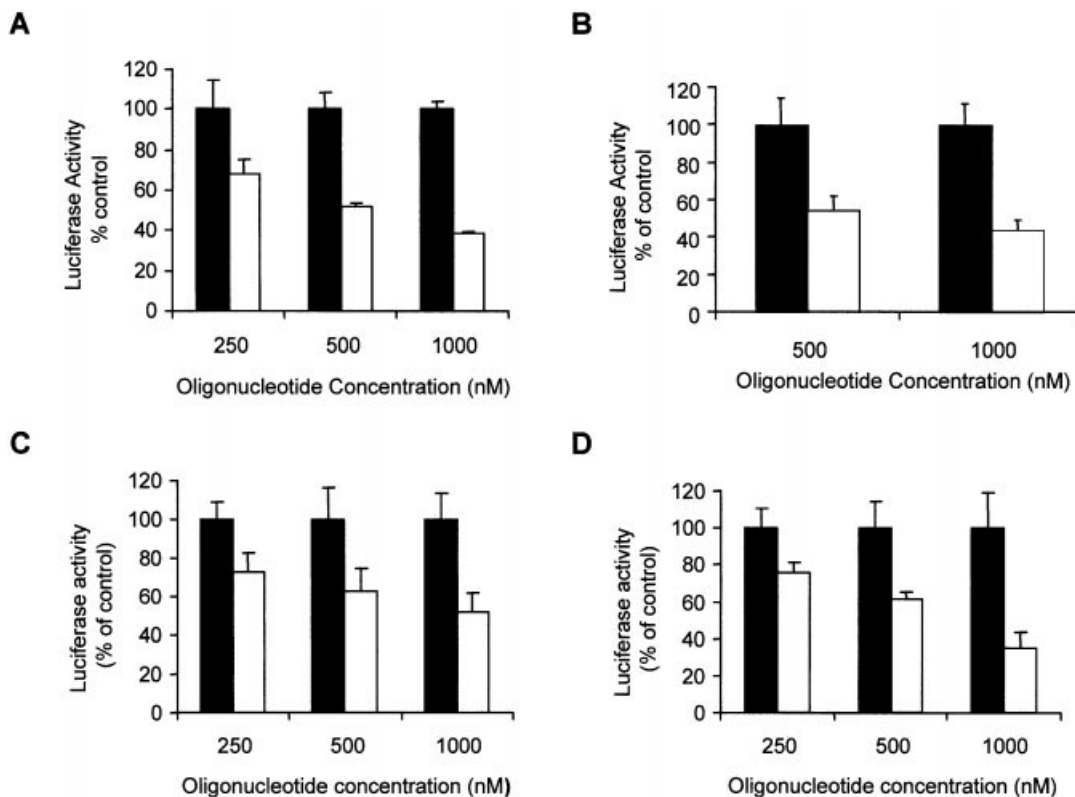 A
120
100
80
60
40
20
0
Luciferase Activity
% control
250 500 1000
Oligonucleotide Concentration (nM)
B
120
100
80
60
40
20
0
Luciferase Activity
% of control
500 1000
Oligonucleotide Concentration (nM)
C
120
100
80
60
40
20
0
Luciferase activity
(% of control)
250 500 1000
Oligonucleotide concentration (nM)
D
120
100
80
60
40
20
0
Luciferase activity
(% of control)
250 500 1000
Oligonucleotide concentration (nM)